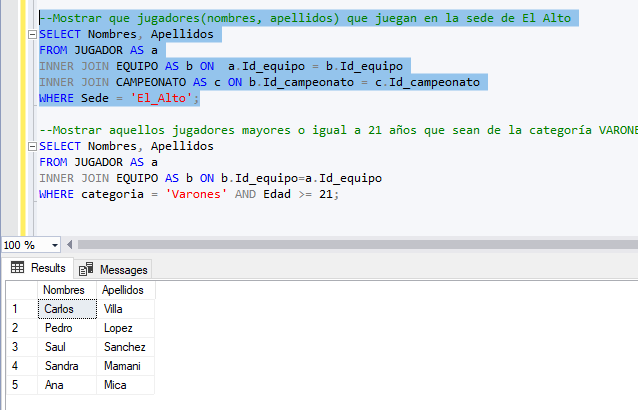 --Mostrar que jugadores(nombres, apellidos) que juegan en la sede de El Alto
SELECT Nombres, Apellidos
FROM JUGADOR AS a
INNER JOIN EQUIPO AS b ON  a.Id_equipo = b.Id_equipo
INNER JOIN CAMPEONATO AS c ON b.Id_campeonato = c.Id_campeonato
WHERE Sede = 'El_Alto';
--Mostrar aquellos jugadores mayores o igual a 21 años que sean de la categoría VARONE
SELECT Nombres, Apellidos
FROM JUGADOR AS a
INNER JOIN EQUIPO AS b ON b.Id_equipo=a.Id_equipo
WHERE categoria = 'Varones' AND Edad >= 21;
100 %
Results Messages
Nombres Apellidos
1 Carlos Villa
2 Pedro Lopez
3 Saul Sanchez
4 Sandra Mamani
5 Ana Mica